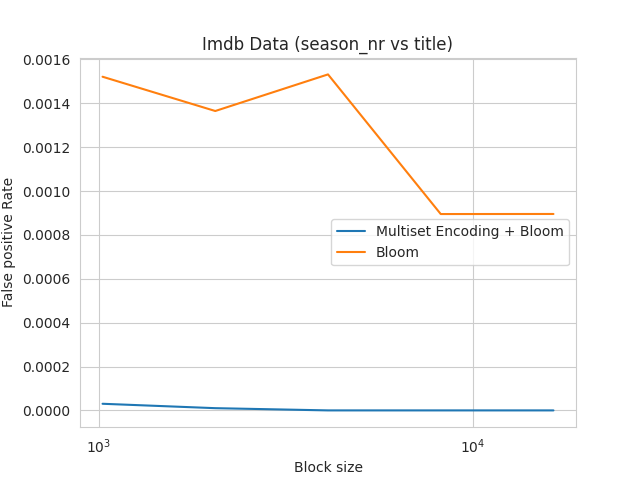 Imdb Data (season_nr vs title)
0.0016
0.0014
0.0012
0.0010
0.0008
0.0006
0.0004
0.0002
0.0000
False positive Rate
Multiset Encoding + Bloom
Bloom
10³
10⁴
Block size